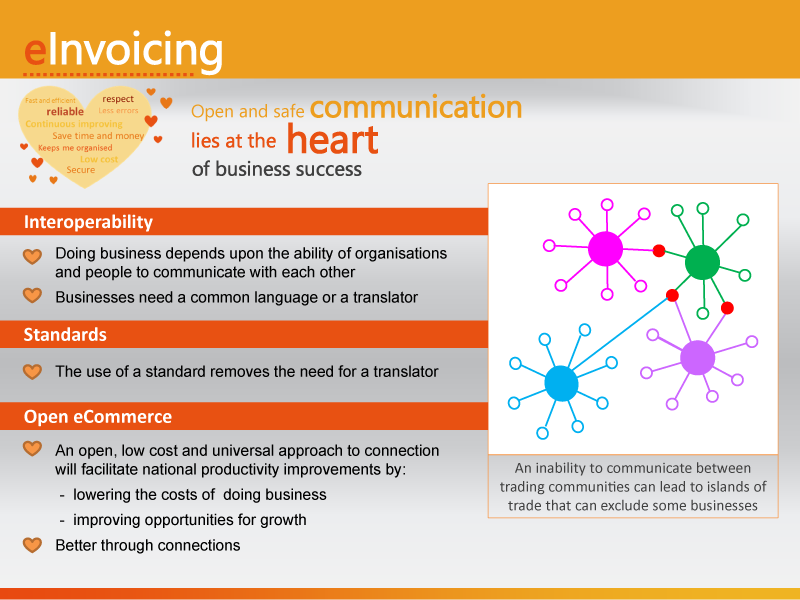 eInvoicing
Fast and efficient
respect
reliable
Less errors
Continuous improving
Save time and money
Keeps me organised
Low cost
Secure
Open and safe communication
lies at the heart
of business success
Interoperability
Doing business depends upon the ability of organisations
and people to communicate with each other
Businesses need a common language or a translator
Standards
The use of a standard removes the need for a translator
Open eCommerce
An open, low cost and universal approach to connection
will facilitate national productivity improvements by:
- lowering the costs of doing business
- improving opportunities for growth
Better through connections
An inability to communicate between
trading communities can lead to islands of
trade that can exclude some businesses